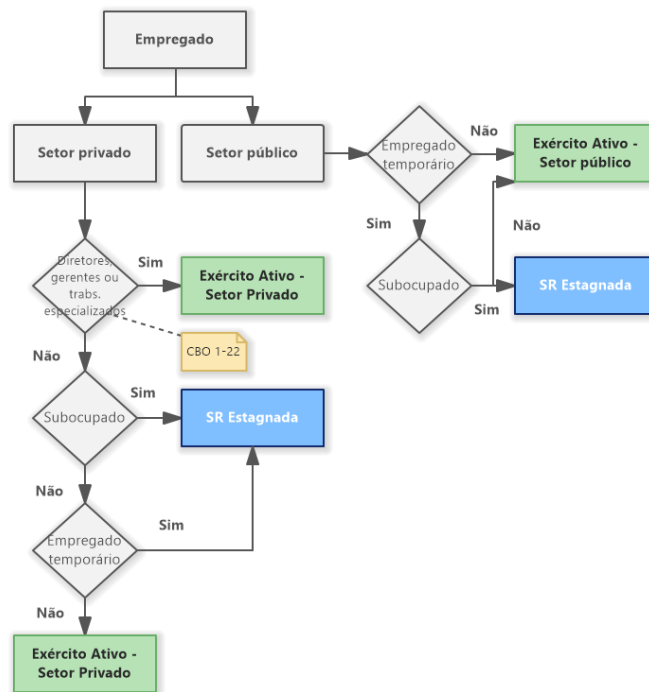 Empregado
Setor privado
Setor público
Empregado
temporário
Não
Exército Ativo -
Setor público
Sim
Não
Subocupado
Sim
SR Estagnada
Diretores,
gerentes ou
trabs.
especializados
Sim
Exército Ativo -
Setor Privado
CBO 1-22
Não
Subocupado
Sim
SR Estagnada
Não
Empregado
temporário
Sim
Não
Exército Ativo -
Setor Privado